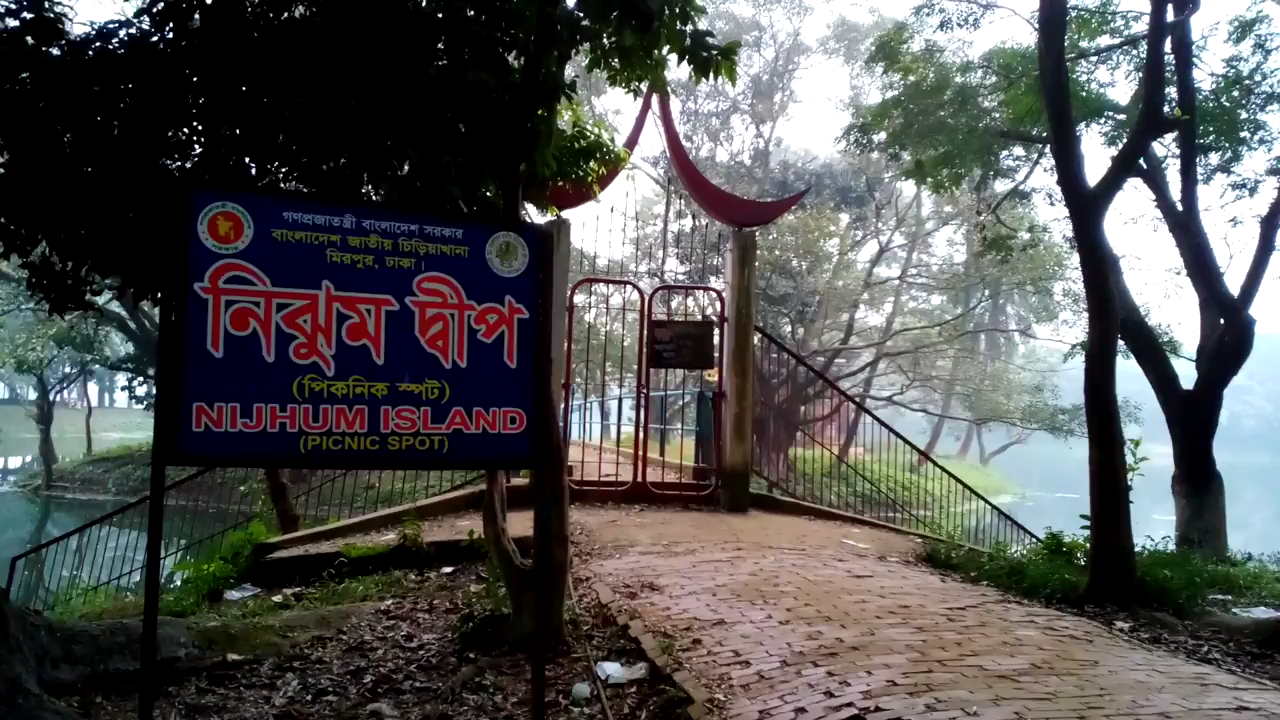 গণপ্রজাতন্ত্রী বাংলাদেশ সরকার
বাংলাদেশ জাতীয় চিড়িয়াখানা
মিরপুর, ঢাকা।
নিঝুম দ্বীপ
(পিকনিক স্পট)
NIJHUM ISLAND
(PICNIC SPOT)